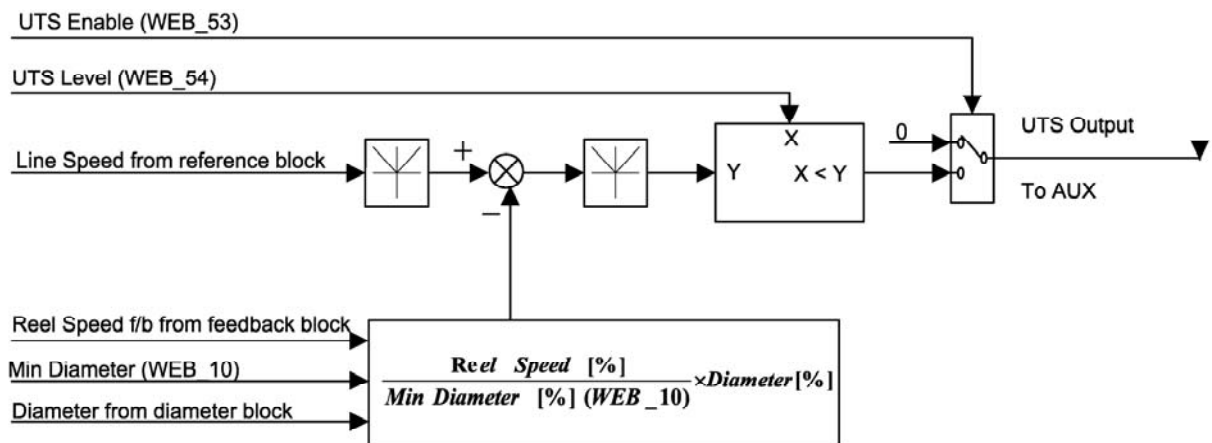 UTS Enable (WEB_53)
UTS Level (WEB_54)
Line Speed from reference block
+
−
X
Y
X < Y
0
UTS Output
To AUX
Reel Speed f/b from feedback block
Min Diameter (WEB_10)
Diameter from diameter block
Reel Speed [%]
Min Diameter [%] (WEB_10)
×Diameter[%]